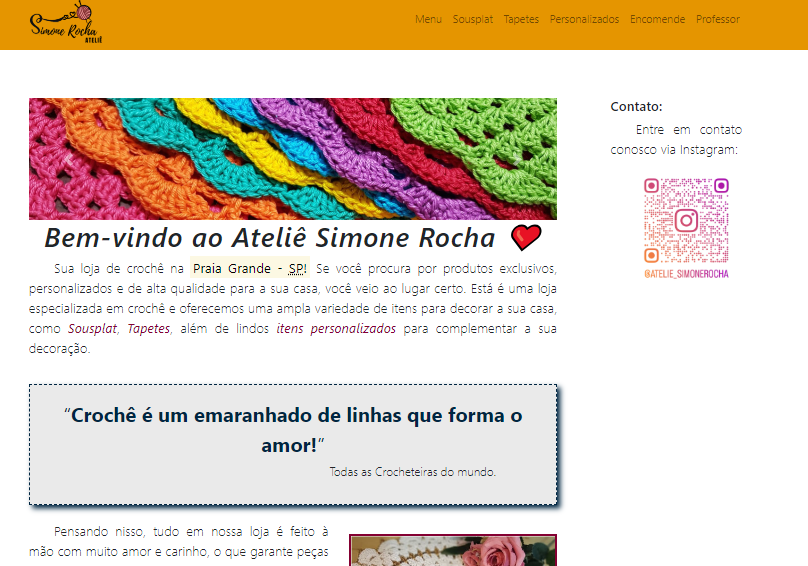 Simone Rocha
ATELIÊ
Menu Sousplat Tapetes Personalizados Encomende Professor
Bem-vindo ao Ateliê Simone Rocha
Sua loja de crochê na Praia Grande - SP! Se você procura por produtos exclusivos,
personalizados e de alta qualidade para a sua casa, você veio ao lugar certo. Está é uma loja
especializada em crochê e oferecemos uma ampla variedade de itens para decorar a sua casa,
como Sousplat, Tapetes, além de lindos itens personalizados para complementar a sua
decoração.
“Crochê é um emaranhado de linhas que forma o
amor!”
Todas as Crocheteiras do mundo.
Pensando nisso, tudo em nossa loja é feito à
mão com muito amor e carinho, o que garante peças
Contato:
Entre em contato
conosco via Instagram:
@ATELIE_SIMONEROCHA